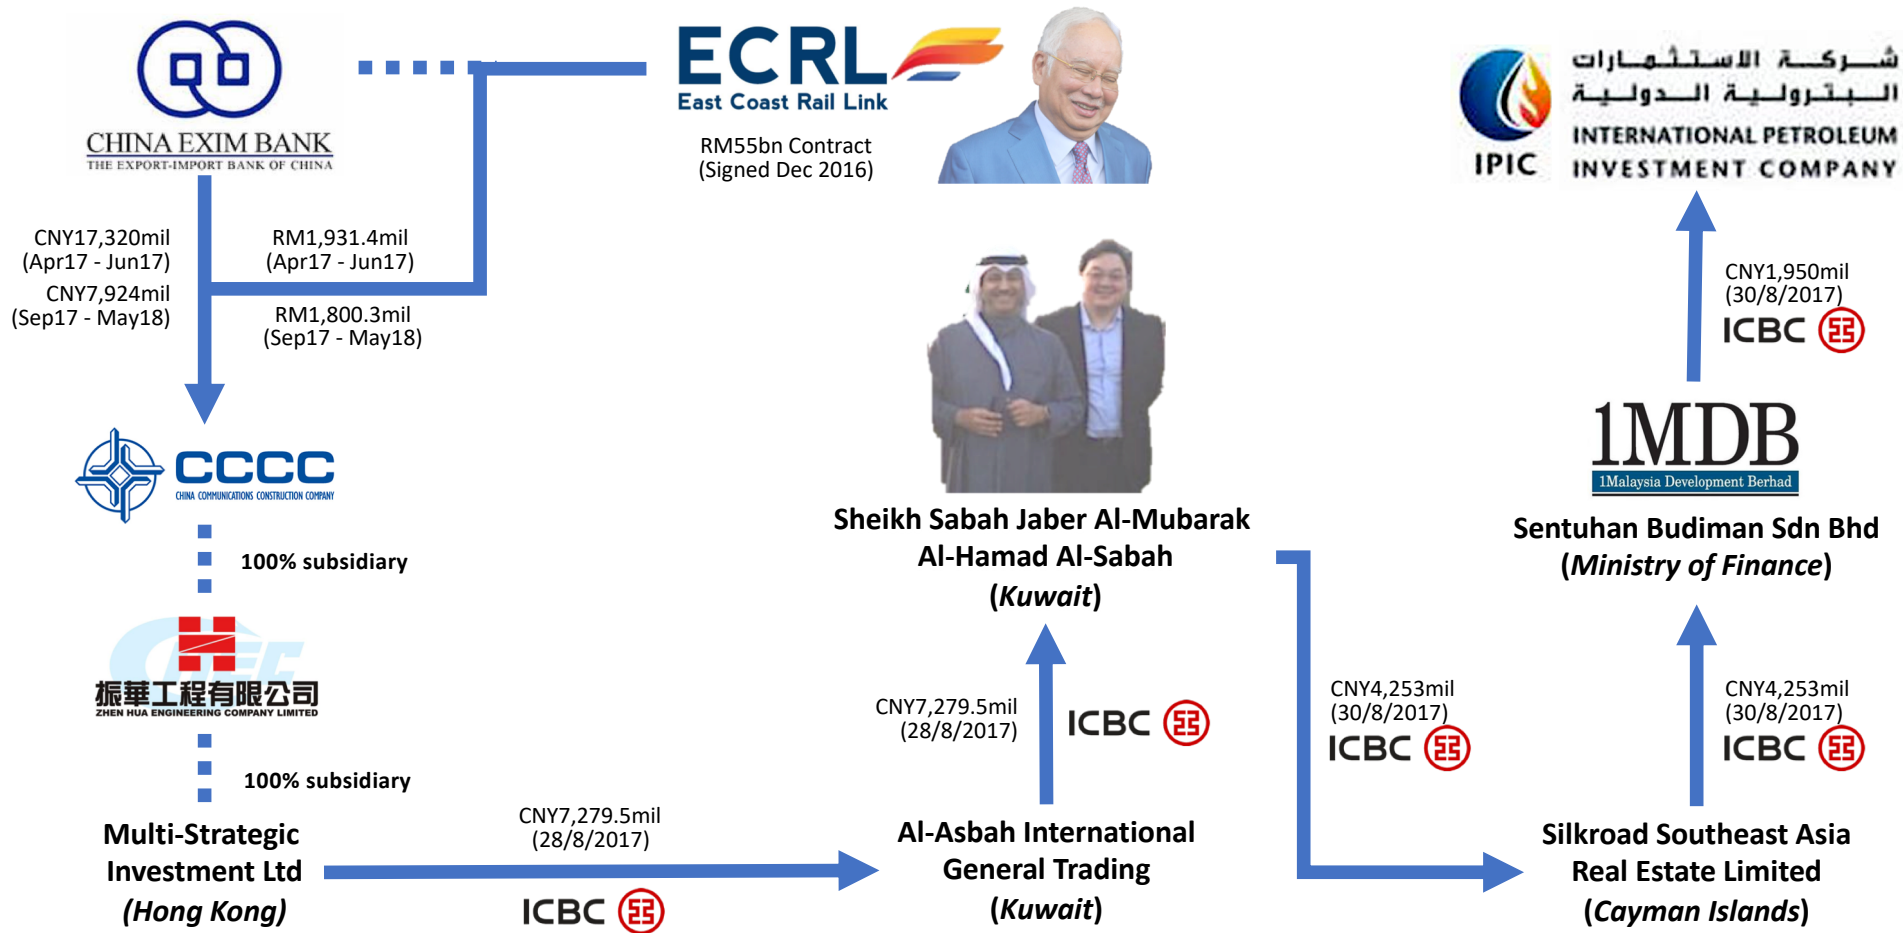 CHINA EXIM BANK
THE EXPORT-IMPORT BANK OF CHINA
ECRL
East Coast Rail Link
RM55bn Contract
(Signed Dec 2016)
شركة الاستثمارات
البترولية الدولية
IPIC
INTERNATIONAL PETROLEUM
INVESTMENT COMPANY
CNY17,320mil
(Apr17 - Jun17)
CNY7,924mil
(Sep17 - May18)
RM1,931.4mil
(Apr17 - Jun17)
RM1,800.3mil
(Sep17 - May18)
CNY1,950mil
(30/8/2017)
ICBC
CCCC
CHINA COMMUNICATIONS CONSTRUCTION COMPANY
1MDB
1Malaysia Development Berhad
Sheikh Sabah Jaber Al-Mubarak
Al-Hamad Al-Sabah
(Kuwait)
Sentuhan Budiman Sdn Bhd
(Ministry of Finance)
100% subsidiary
CHEC
振華工程有限公司
ZHEN HUA ENGINEERING COMPANY LIMITED
CNY7,279.5mil
(28/8/2017)
ICBC
CNY4,253mil
(30/8/2017)
ICBC
CNY4,253mil
(30/8/2017)
ICBC
100% subsidiary
Multi-Strategic
Investment Ltd
(Hong Kong)
CNY7,279.5mil
(28/8/2017)
ICBC
Al-Asbah International
General Trading
(Kuwait)
Silkroad Southeast Asia
Real Estate Limited
(Cayman Islands)